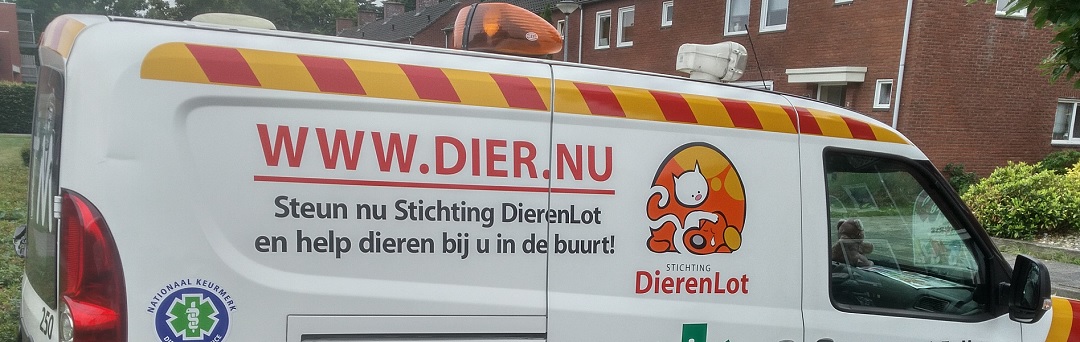 WWW.DIER.NU
Steun nu Stichting DierenLot
en help dieren bij u in de buurt!
STICHTING
DierenLot
NATIONAAL KEURMERK
250